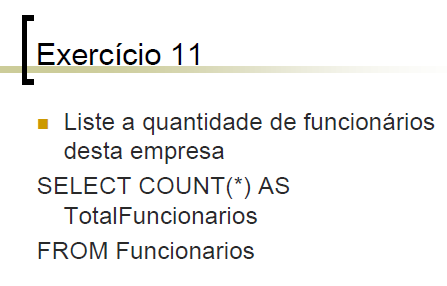 Exercício 11
Liste a quantidade de funcionários
desta empresa
SELECT COUNT(*) AS
TotalFuncionarios
FROM Funcionarios